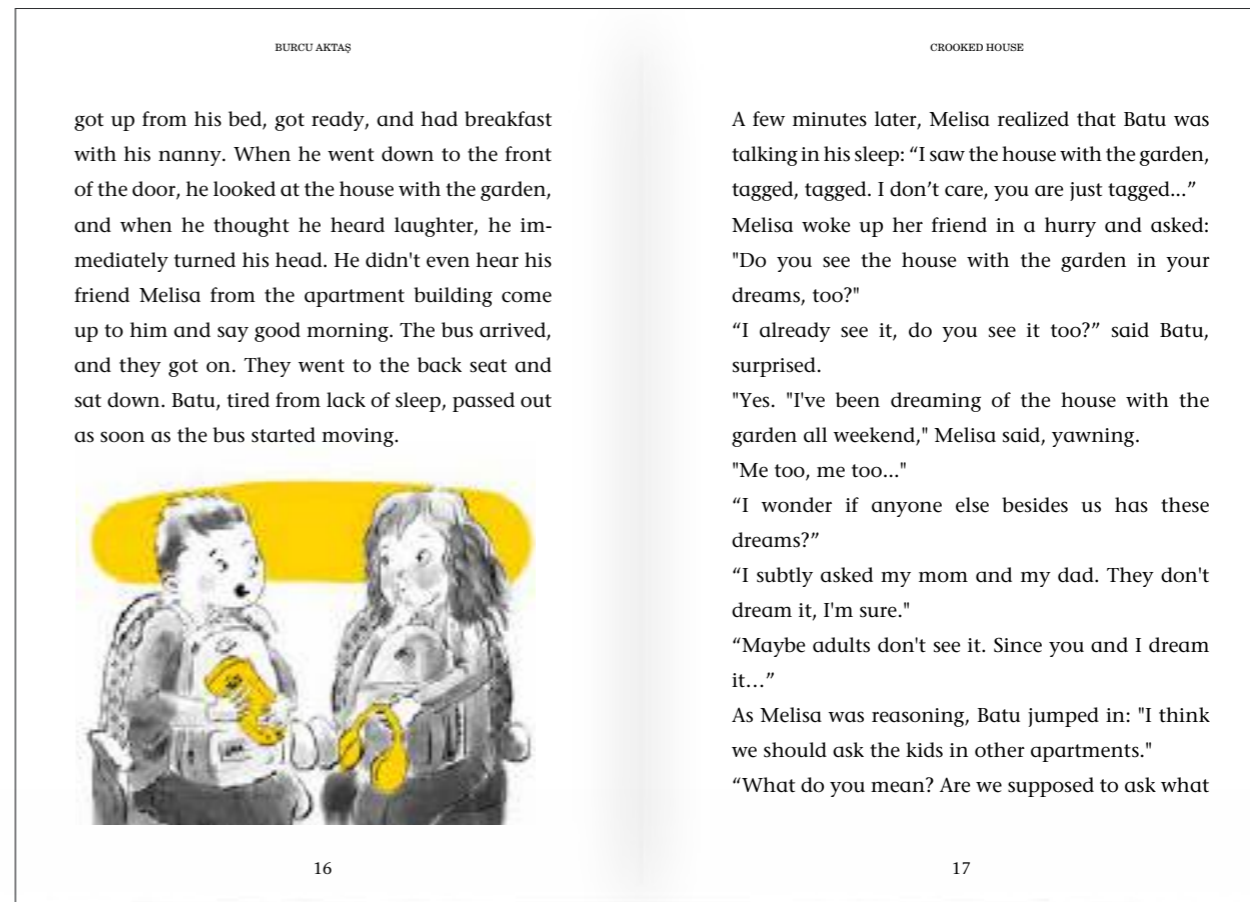 BURCU AKTAŞ
got up from his bed, got ready, and had breakfast
with his nanny. When he went down to the front
of the door, he looked at the house with the garden,
and when he thought he heard laughter, he im-
mediately turned his head. He didn't even hear his
friend Melisa from the apartment building come
up to him and say good morning. The bus arrived,
and they got on. They went to the back seat and
sat down. Batu, tired from lack of sleep, passed out
as soon as the bus started moving.
16
CROOKED HOUSE
A few minutes later, Melisa realized that Batu was
talking in his sleep: “I saw the house with the garden,
tagged, tagged. I don’t care, you are just tagged...”
Melisa woke up her friend in a hurry and asked:
"Do you see the house with the garden in your
dreams, too?"
“I already see it, do you see it too?” said Batu,
surprised.
"Yes. "I've been dreaming of the house with the
garden all weekend," Melisa said, yawning.
"Me too, me too..."
“I wonder if anyone else besides us has these
dreams?”
“I subtly asked my mom and my dad. They don't
dream it, I'm sure."
“Maybe adults don't see it. Since you and I dream
it…”
As Melisa was reasoning, Batu jumped in: "I think
we should ask the kids in other apartments."
“What do you mean? Are we supposed to ask what
17